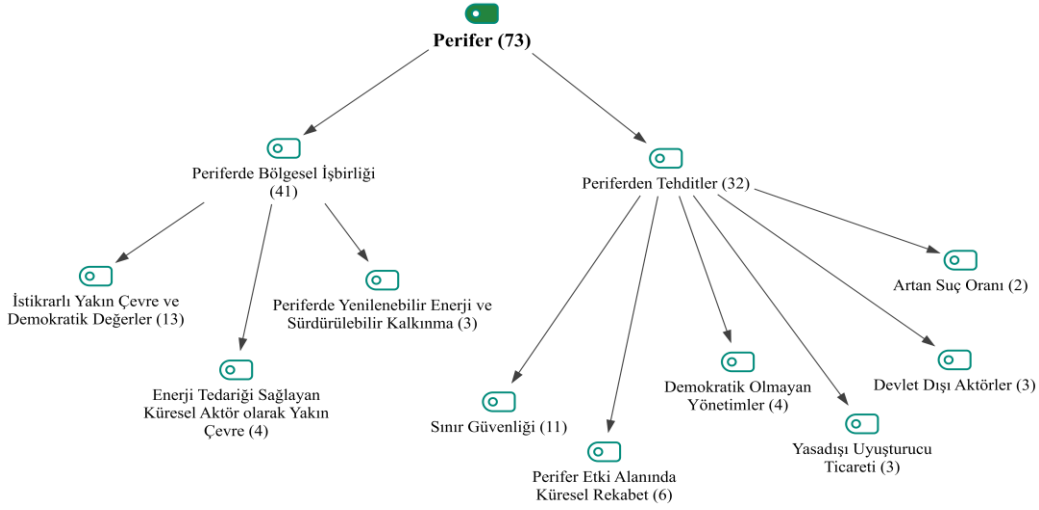 Perifer (73)
Periferde Bölgesel İşbirliği
(41)
Periferden Tehditler (32)
İstikrarlı Yakın Çevre ve
Demokratik Değerler (13)
Periferde Yenilenebilir Enerji ve
Sürdürülebilir Kalkınma (3)
Enerji Tedariği Sağlayan
Küresel Aktör olarak Yakın
Çevre (4)
Sınır Güvenliği (11)
Perifer Etki Alanında
Küresel Rekabet (6)
Demokratik Olmayan
Yönetimler (4)
Yasadışı Uyuşturucu
Ticareti (3)
Devlet Dışı Aktörler (3)
Artan Suç Oranı (2)